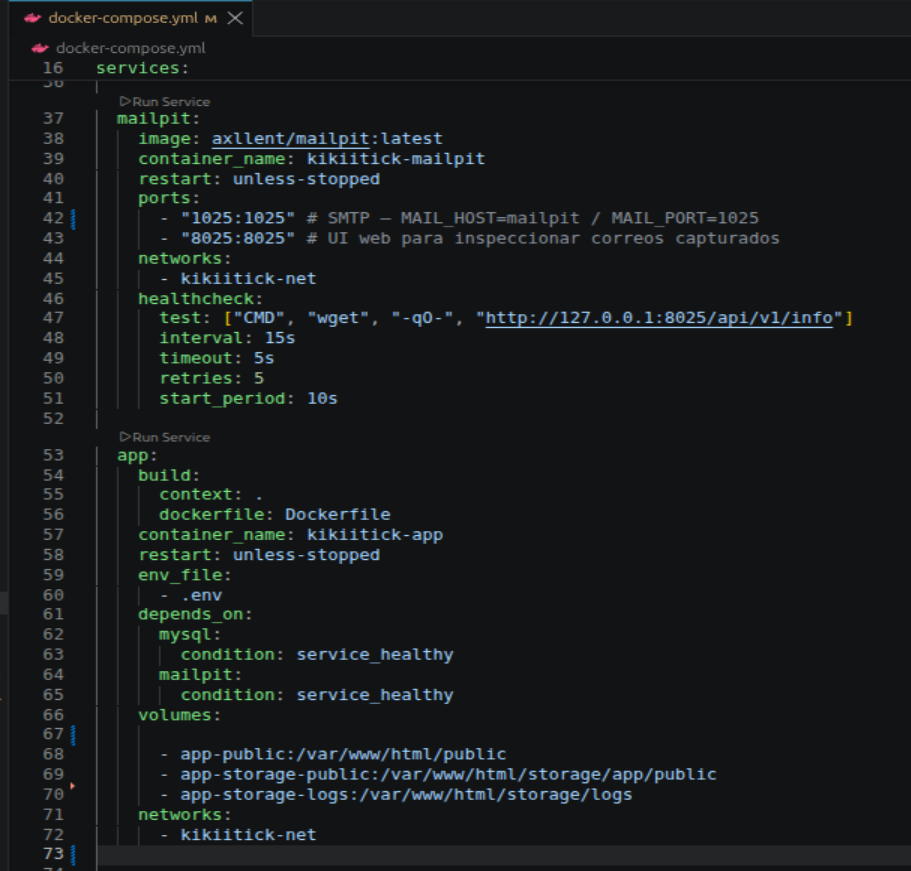 docker-compose.yml M
docker-compose.yml
16 services:
36
Run Service
37 mailpit:
38 image: axllent/mailpit:latest
39 container_name: kikiitick-mailpit
40 restart: unless-stopped
41 ports:
42 - "1025:1025" # SMTP — MAIL_HOST=mailpit / MAIL_PORT=1025
43 - "8025:8025" # UI web para inspeccionar correos capturados
44 networks:
45 - kikiitick-net
46 healthcheck:
47 test: ["CMD", "wget", "-qO-", "http://127.0.0.1:8025/api/v1/info"]
48 interval: 15s
49 timeout: 5s
50 retries: 5
51 start_period: 10s
52
Run Service
53 app:
54 build:
55 context: .
56 dockerfile: Dockerfile
57 container_name: kikiitick-app
58 restart: unless-stopped
59 env_file:
60 - .env
61 depends_on:
62 mysql:
63 condition: service_healthy
64 mailpit:
65 condition: service_healthy
66 volumes:
67
68 - app-public:/var/www/html/public
69 - app-storage-public:/var/www/html/storage/app/public
70 - app-storage-logs:/var/www/html/storage/logs
71 networks:
72 - kikiitick-net
73